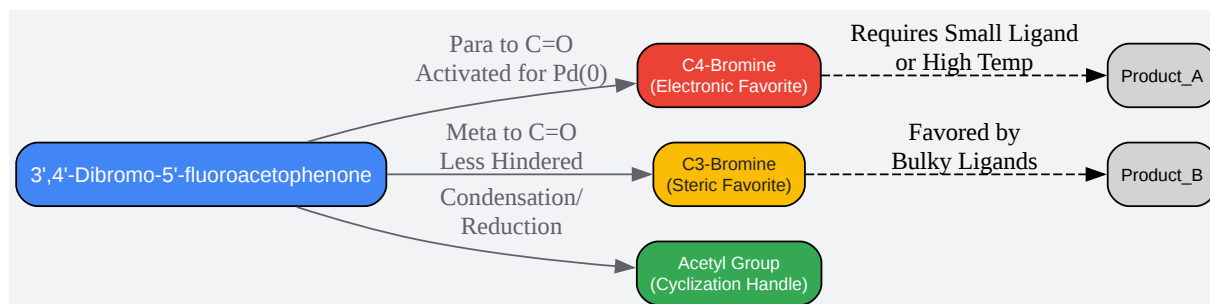 Para to C=O
Activated for Pd(0)
C4-Bromine
(Electronic Favorite)
Requires Small Ligand
or High Temp
Product_A
3',4'-Dibromo-5'-fluoroacetophenone
Meta to C=O
Less Hindered
C3-Bromine
(Steric Favorite)
Favored by
Bulky Ligands
Product_B
Condensation/
Reduction
Acetyl Group
(Cyclization Handle)